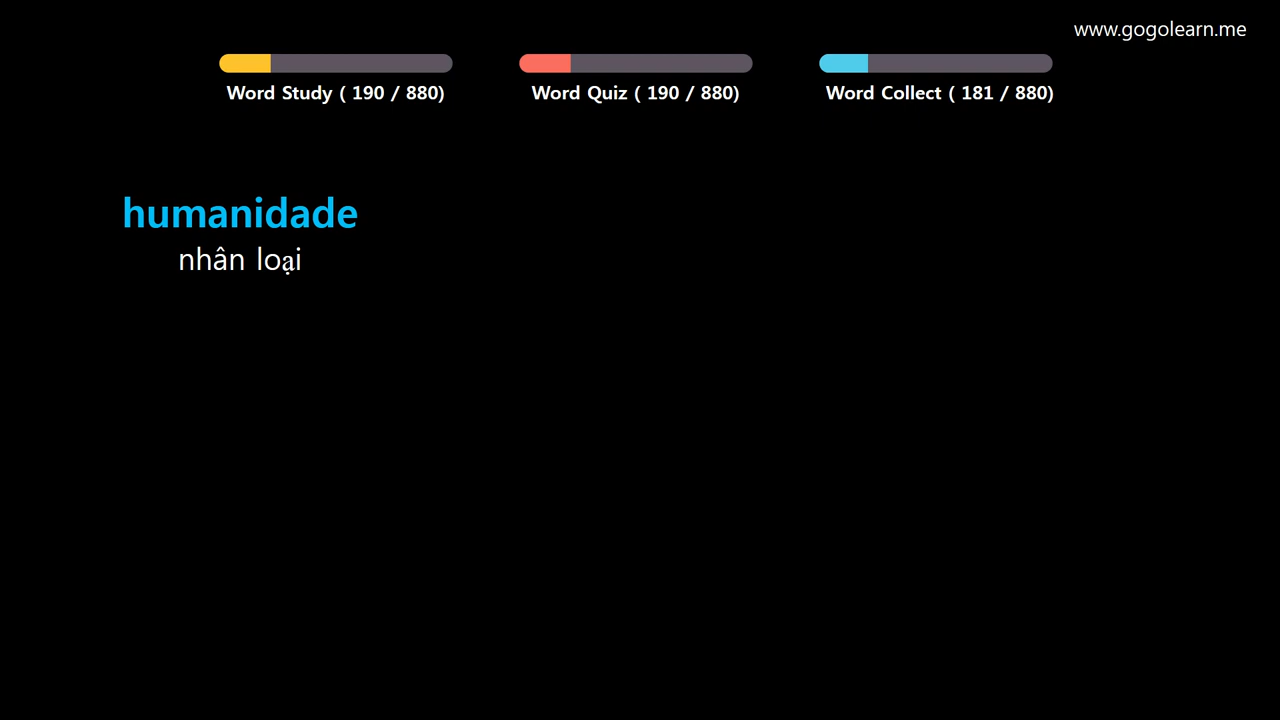 www.gogolearn.me
Word Study ( 190 / 880)
Word Quiz ( 190 / 880)
Word Collect ( 181 / 880)
humanidade
nhân loại